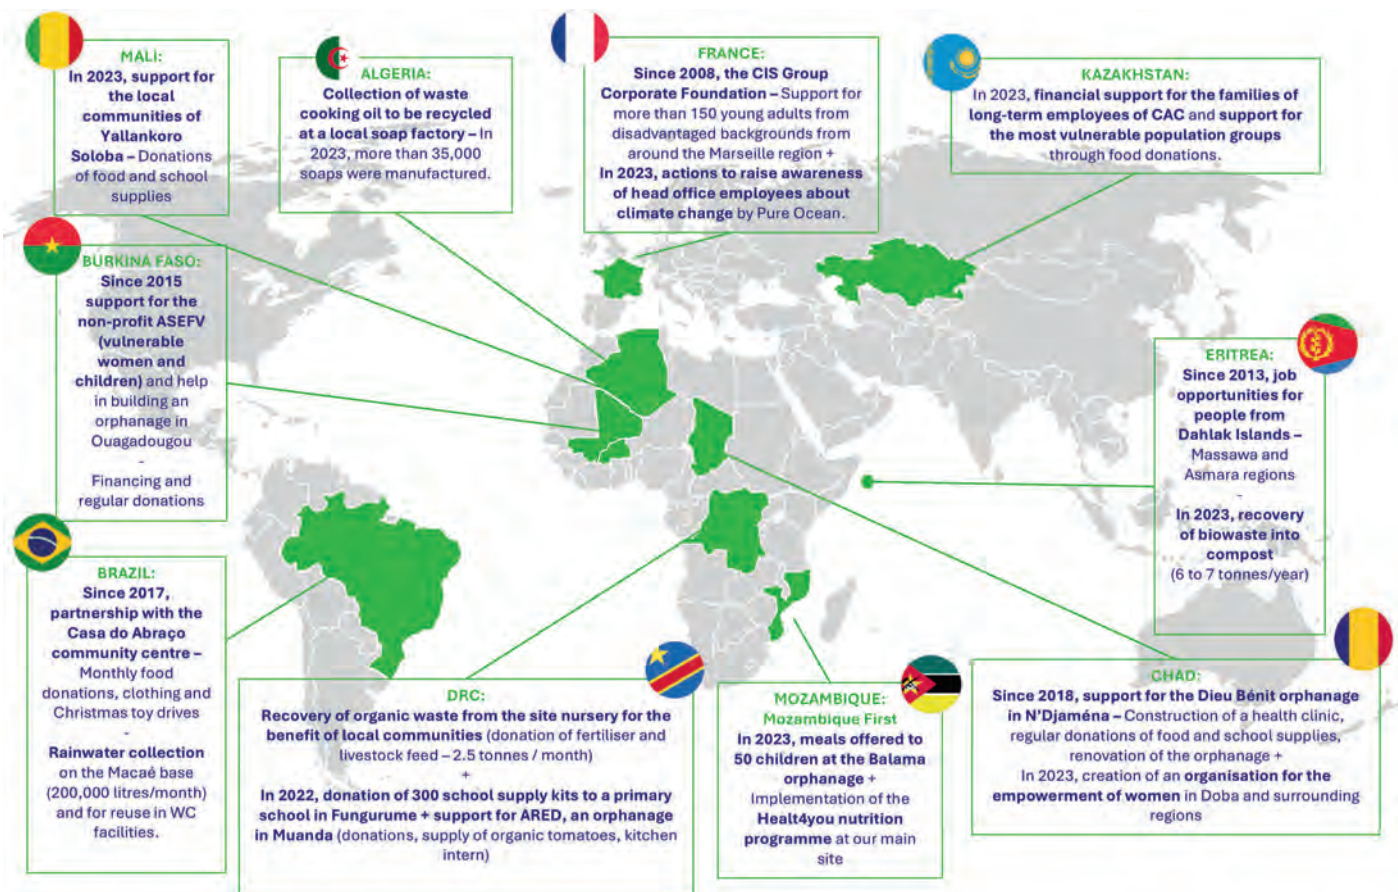 MALI:
In 2023, support for
the local
communities of
Yallankoro
Soloba – Donations
of food and school
supplies
ALGERIA:
Collection of waste
cooking oil to be recycled
at a local soap factory – In
2023, more than 35,000
soaps were manufactured.
FRANCE:
Since 2008, the CIS Group
Corporate Foundation – Support for
more than 150 young adults from
disadvantaged backgrounds from
around the Marseille region +
In 2023, actions to raise awareness
of head office employees about
climate change by Pure Ocean.
KAZAKHSTAN:
In 2023, financial support for the families of
long-term employees of CAC and support for
the most vulnerable population groups
through food donations.
BURKINA FASO:
Since 2015
support for the
non-profit ASEFV
(vulnerable
women and
children) and help
in building an
orphanage in
Ouagadougou
-
Financing and
regular donations
ERITREA:
Since 2013, job
opportunities for
people from
Dahlak Islands –
Massawa and
Asmara regions
-
In 2023, recovery
of biowaste into
compost
(6 to 7 tonnes/year)
BRAZIL:
Since 2017,
partnership with the
Casa do Abraço
community centre –
Monthly food
donations, clothing and
Christmas toy drives
-
Rainwater collection
on the Macaé base
(200,000 litres/month)
and for reuse in WC
facilities.
DRC:
Recovery of organic waste from the site nursery for the
benefit of local communities (donation of fertiliser and
livestock feed – 2.5 tonnes / month)
+
In 2022, donation of 300 school supply kits to a primary
school in Fungurume + support for ARED, an orphanage
in Muanda (donations, supply of organic tomatoes, kitchen
intern)
MOZAMBIQUE:
Mozambique First
In 2023, meals offered to
50 children at the Balama
orphanage +
Implementation of the
Healt4you nutrition
programme at our main
site
CHAD:
Since 2018, support for the Dieu Bénit orphanage
in N'Djaména – Construction of a health clinic,
regular donations of food and school supplies,
renovation of the orphanage +
In 2023, creation of an organisation for the
empowerment of women in Doba and surrounding
regions